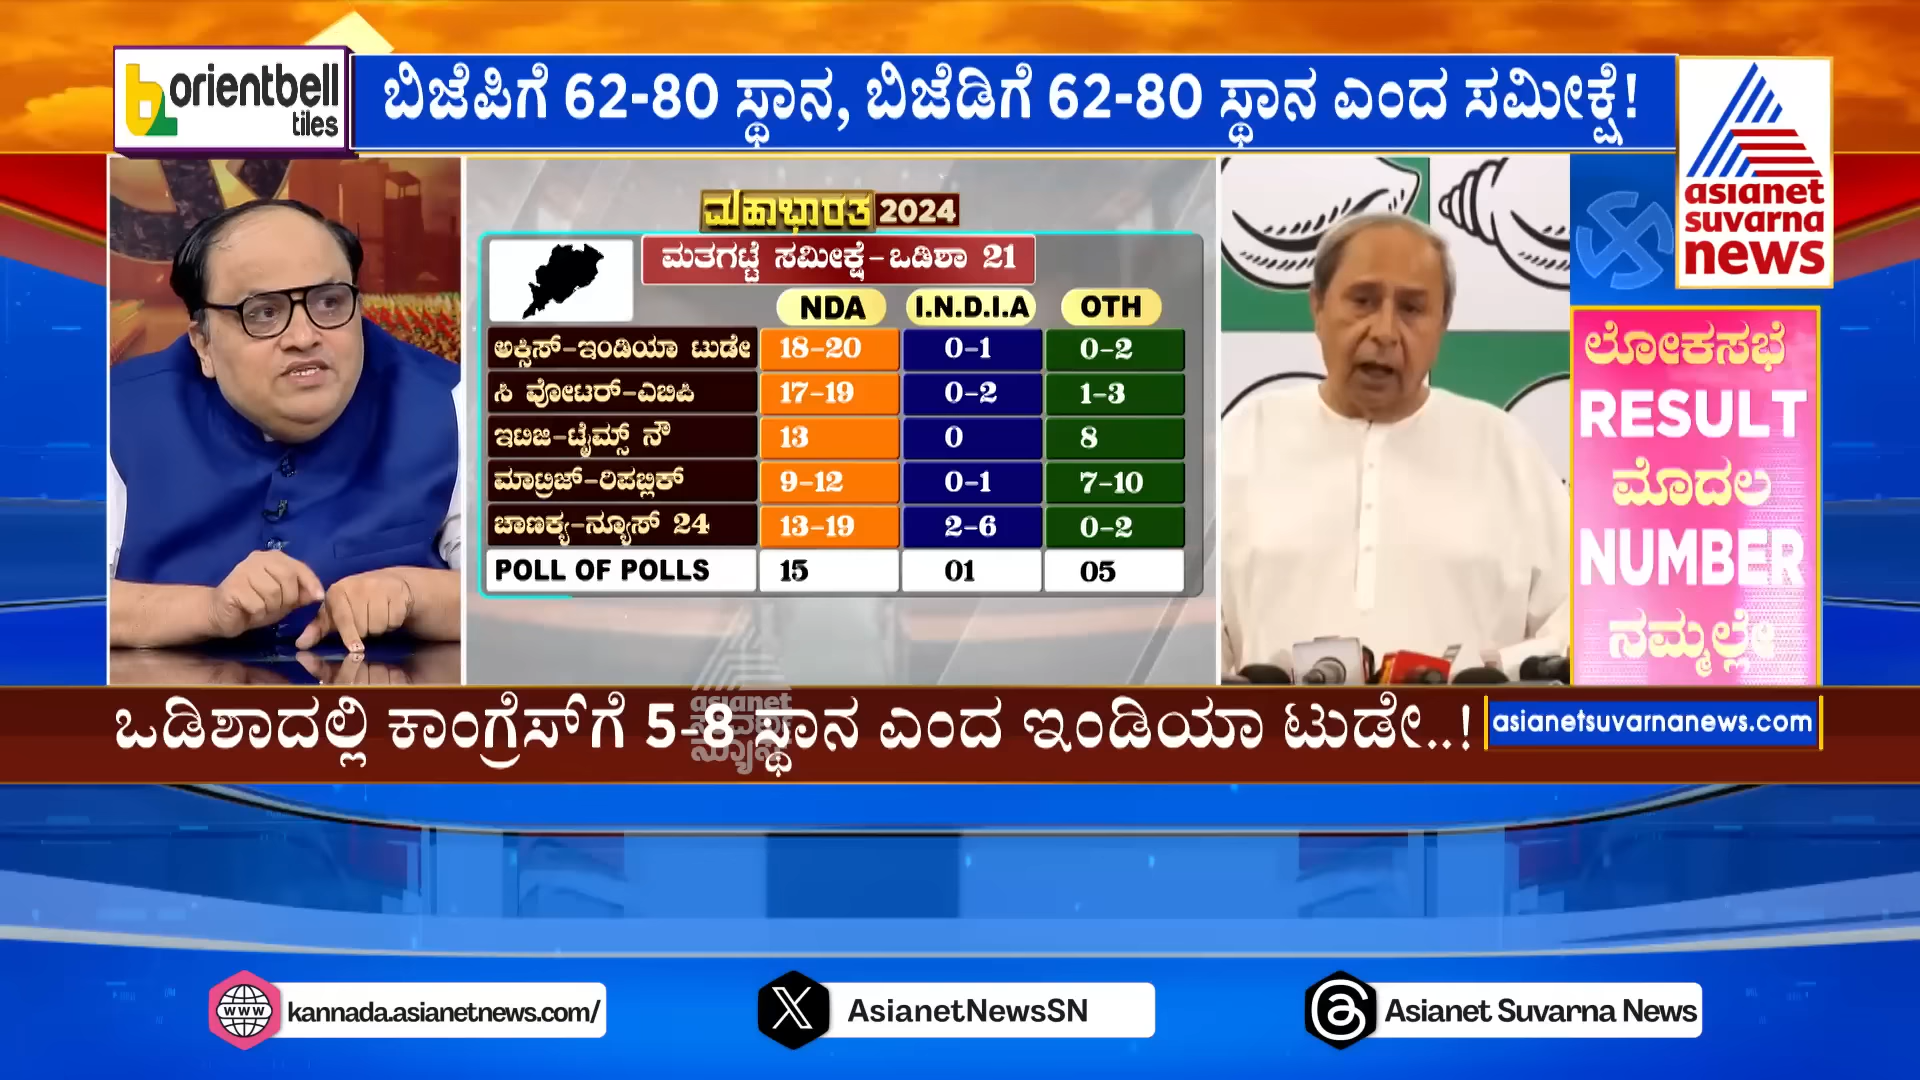 orientbell
tiles
ಬಿಜೆಪಿಗೆ 62-80 ಸ್ಥಾನ, ಬಿಜೆಡಿಗೆ 62-80 ಸ್ಥಾನ ಎಂದ ಸಮೀಕ್ಷೆ!
asianet
suvarna
news
ಮಹಾಭಾರತ 2024
ಮತಗಟ್ಟೆ ಸಮೀಕ್ಷೆ-ಒಡಿಶಾ 21
NDA I.N.D.I.A OTH
ಅಕ್ಸಿಸ್-ಇಂಡಿಯಾ ಟುಡೇ 18-20 0-1 0-2
ಸಿ ವೋಟರ್-ಎಬಿಪಿ 17-19 0-2 1-3
ಇಟಿಜಿ-ಟೈಮ್ಸ್ ನೌ 13 0 8
ಮಾಟ್ರಿಜ್-ರಿಪಬ್ಲಿಕ್ 9-12 0-1 7-10
ಚಾಣಕ್ಯ-ನ್ಯೂಸ್ 24 13-19 2-6 0-2
POLL OF POLLS 15 01 05
ಲೋಕಸಭೆ
RESULT
ಮೊದಲ
NUMBER
ನಮ್ಮಲ್ಲೇ
asianet
ಸುವರ್ಣ
ನ್ಯೂಸ್
ಒಡಿಶಾದಲ್ಲಿ ಕಾಂಗ್ರೆಸ್‌ಗೆ 5-8 ಸ್ಥಾನ ಎಂದ ಇಂಡಿಯಾ ಟುಡೇ..!
asianetsuvarnanews.com
www kannada.asianetnews.com/
AsianetNewsSN
Asianet Suvarna News